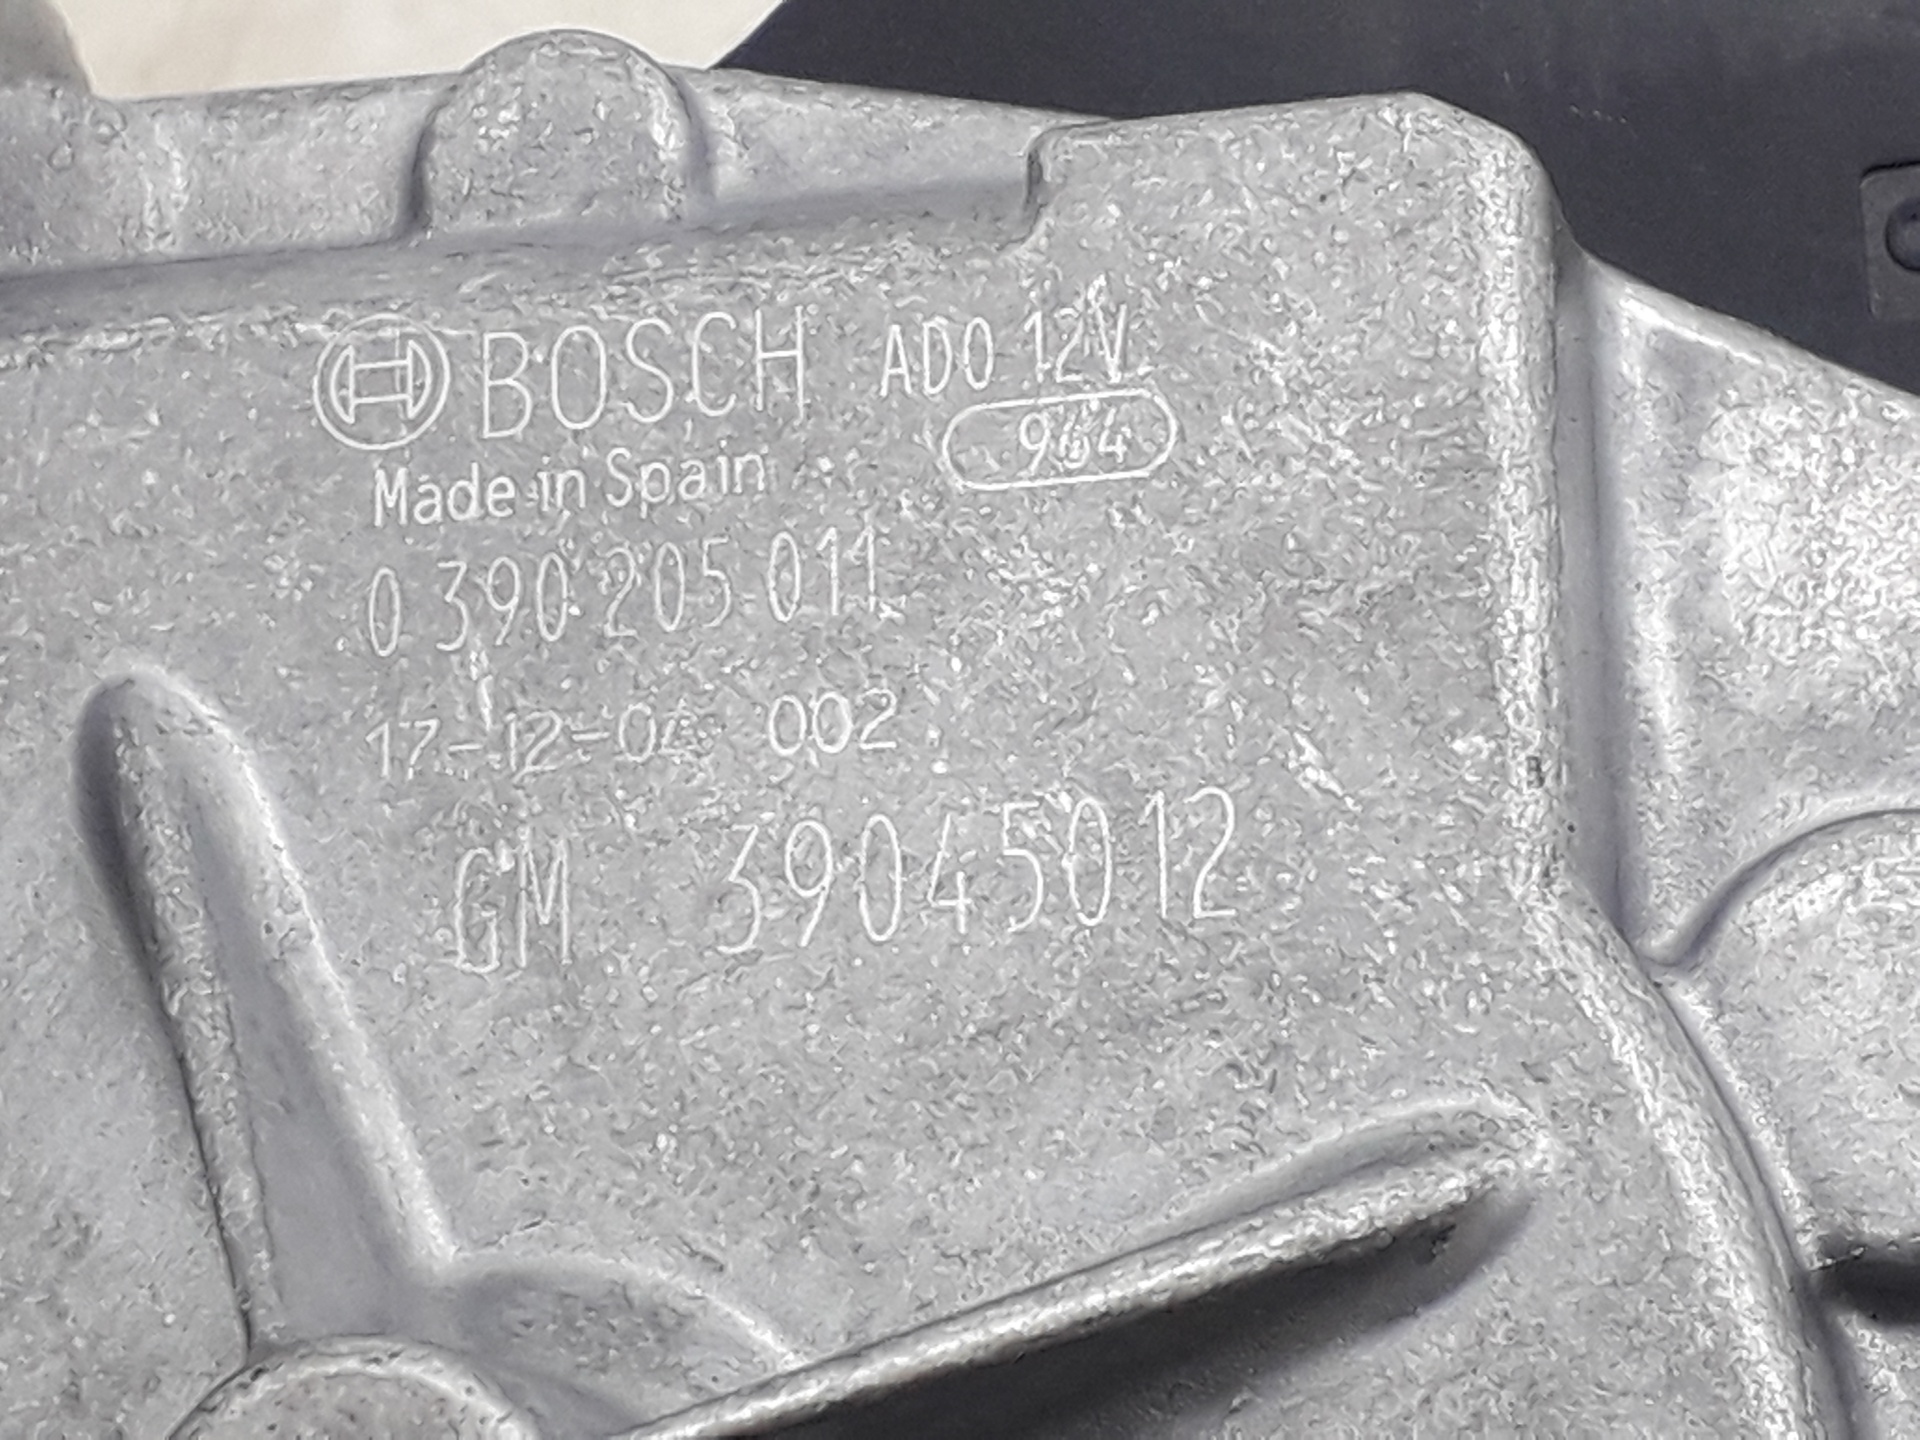 BOSCH ADO 12V
964
Made in Spain
0 390 205 011
17-12-04 002
GM 39045012